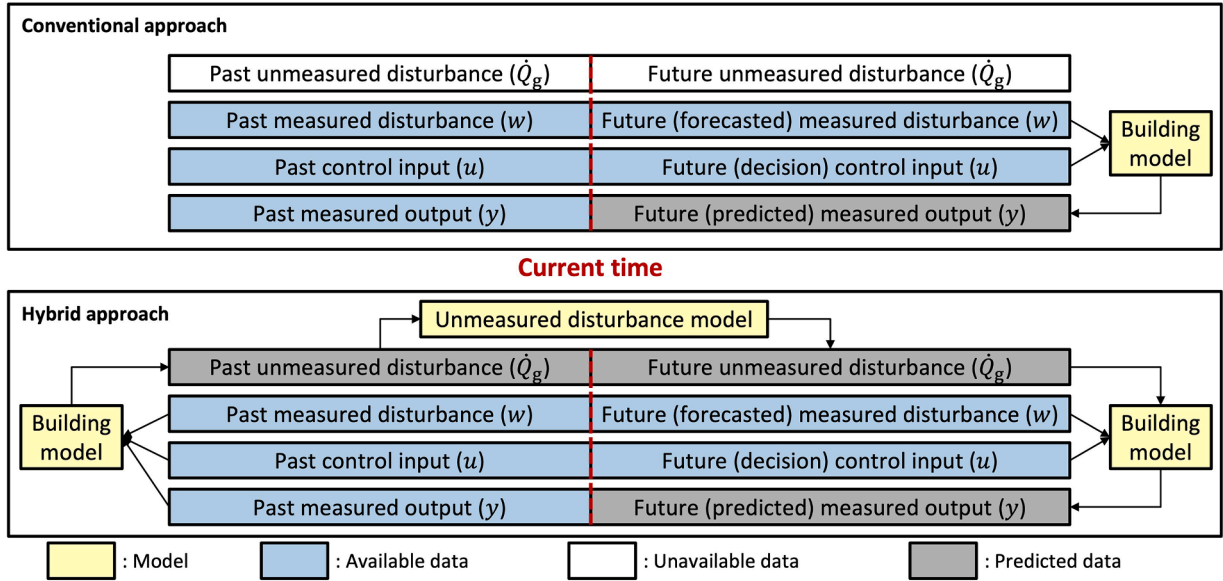 Conventional approach
Past unmeasured disturbance (Q̇g) Future unmeasured disturbance (Q̇g)
Past measured disturbance (w) Future (forecasted) measured disturbance (w)
Building model
Past control input (u) Future (decision) control input (u)
Past measured output (y) Future (predicted) measured output (y)
Current time
Hybrid approach
Unmeasured disturbance model
Past unmeasured disturbance (Q̇g) Future unmeasured disturbance (Q̇g)
Building model
Past measured disturbance (w) Future (forecasted) measured disturbance (w)
Building model
Past control input (u) Future (decision) control input (u)
Past measured output (y) Future (predicted) measured output (y)
: Model : Available data : Unavailable data : Predicted data